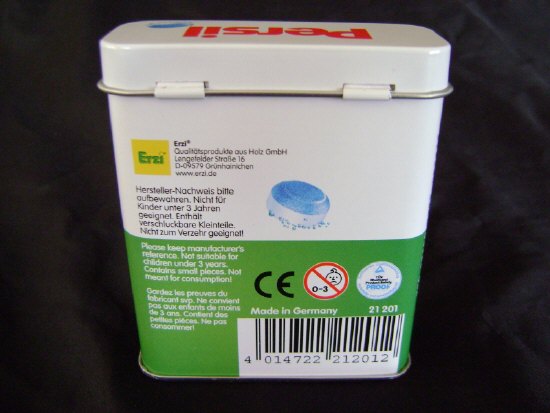 Persil
Erzi
Erzi®
Qualitätsprodukte aus Holz GmbH
Lengefelder Straße 16
D-09579 Grünhainichen
www.erzi.de
Hersteller-Nachweis bitte
aufbewahren. Nicht für
Kinder unter 3 Jahren
geeignet. Enthält
verschluckbare Kleinteile.
Nicht zum Verzehr geeignet!
Please keep manufacturer's
reference. Not suitable for
children under 3 years.
Contains small pieces. Not
meant for consumption!
Gardez les preuves du
fabricant svp. Ne convient
pas aux enfants de moins
de 3 ans. Contient des
petites pièces. Ne pas
consommer!
CE
0-3
PROOF
Made in Germany
21 201
4 014722 212012